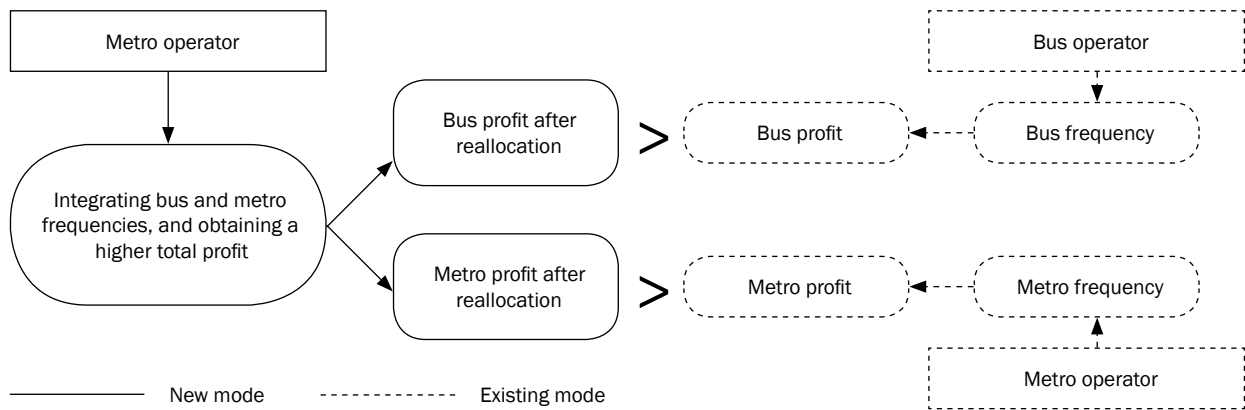 Metro operator
Bus operator
Bus profit after
reallocation
>
Bus profit
Bus frequency
Integrating bus and metro
frequencies, and obtaining a
higher total profit
Metro profit after
reallocation
>
Metro profit
Metro frequency
Metro operator
New mode
Existing mode